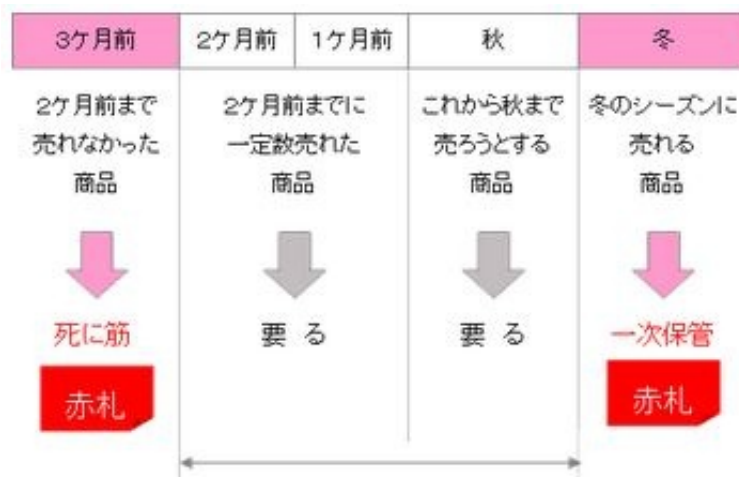 3ケ月前
2ケ月前
1ケ月前
秋
冬
2ケ月前まで
売れなかった
商品
2ケ月前までに
一定数売れた
商品
これから秋まで
売ろうとする
商品
冬のシーズンに
売れる
商品
死に筋
要 る
要 る
一次保管
赤札
赤札